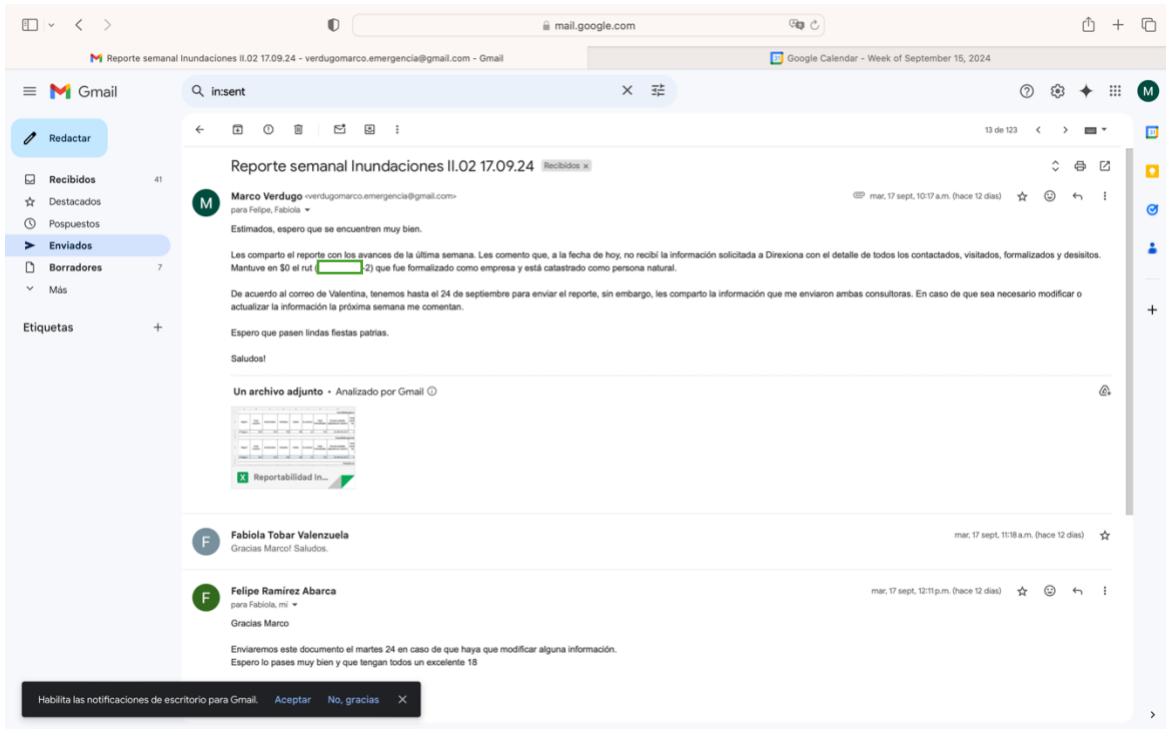 mail.google.com
Reporte semanal Inundaciones II.02 17.09.24 - verdugomarco.emergencia@gmail.com - Gmail
Google Calendar - Week of September 15, 2024
Gmail
in:sent
M
Redactar
13 de 123
Recibidos 41
Destacados
Pospuestos
Enviados
Borradores 7
Más
Etiquetas
Reporte semanal Inundaciones II.02 17.09.24 Recibidos x
M
Marco Verdugo <verdugomarco.emergencia@gmail.com>
mar, 17 sept, 10:17 a.m. (hace 12 días)
para Felipe, Fabiola
Estimados, espero que se encuentren muy bien.
Les comparto el reporte con los avances de la última semana. Les comento que, a la fecha de hoy, no recibí la información solicitada a Direxiona con el detalle de todos los contactados, visitados, formalizados y desisitos.
Mantuve en $0 el rut ( -2) que fue formalizado como empresa y está catastrado como persona natural.
De acuerdo al correo de Valentina, tenemos hasta el 24 de septiembre para enviar el reporte, sin embargo, les comparto la información que me enviaron ambas consultoras. En caso de que sea necesario modificar o
actualizar la información la próxima semana me comentan.
Espero que pasen lindas fiestas patrias.
Saludos!
Un archivo adjunto • Analizado por Gmail
X Reportabilidad In...
F
Fabiola Tobar Valenzuela
mar, 17 sept, 11:18 a.m. (hace 12 días)
Gracias Marco! Saludos.
F
Felipe Ramírez Abarca
mar, 17 sept, 12:11 p.m. (hace 12 días)
para Fabiola, mí
Gracias Marco
Enviaremos este documento el martes 24 en caso de que haya que modificar alguna información.
Espero lo pases muy bien y que tengan todos un excelente 18
Habilita las notificaciones de escritorio para Gmail. Aceptar No, gracias